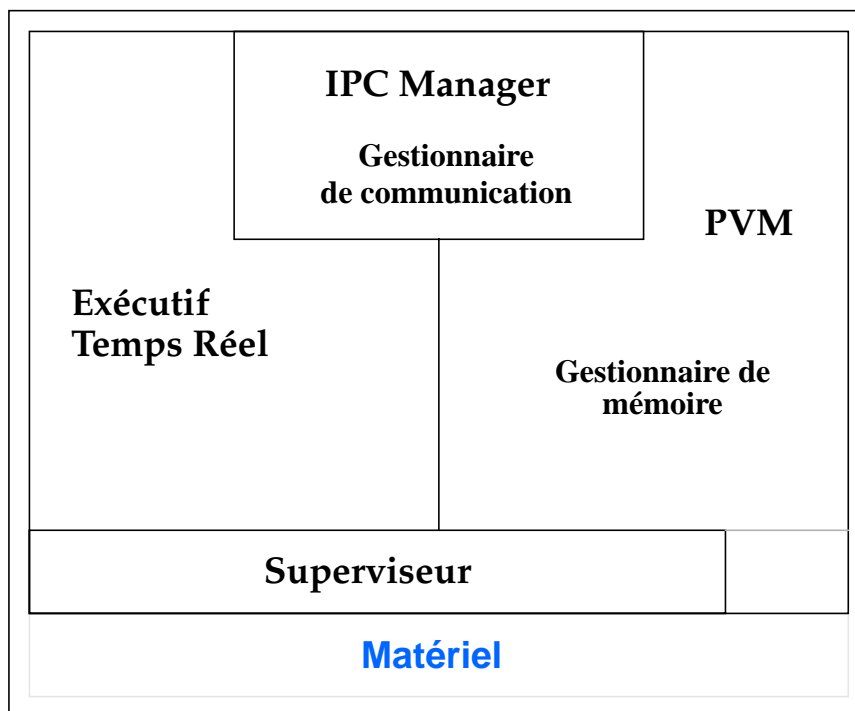 IPC Manager
Gestionnaire
de communication
PVM
Exécutif
Temps Réel
Gestionnaire de
mémoire
Superviseur
Matériel